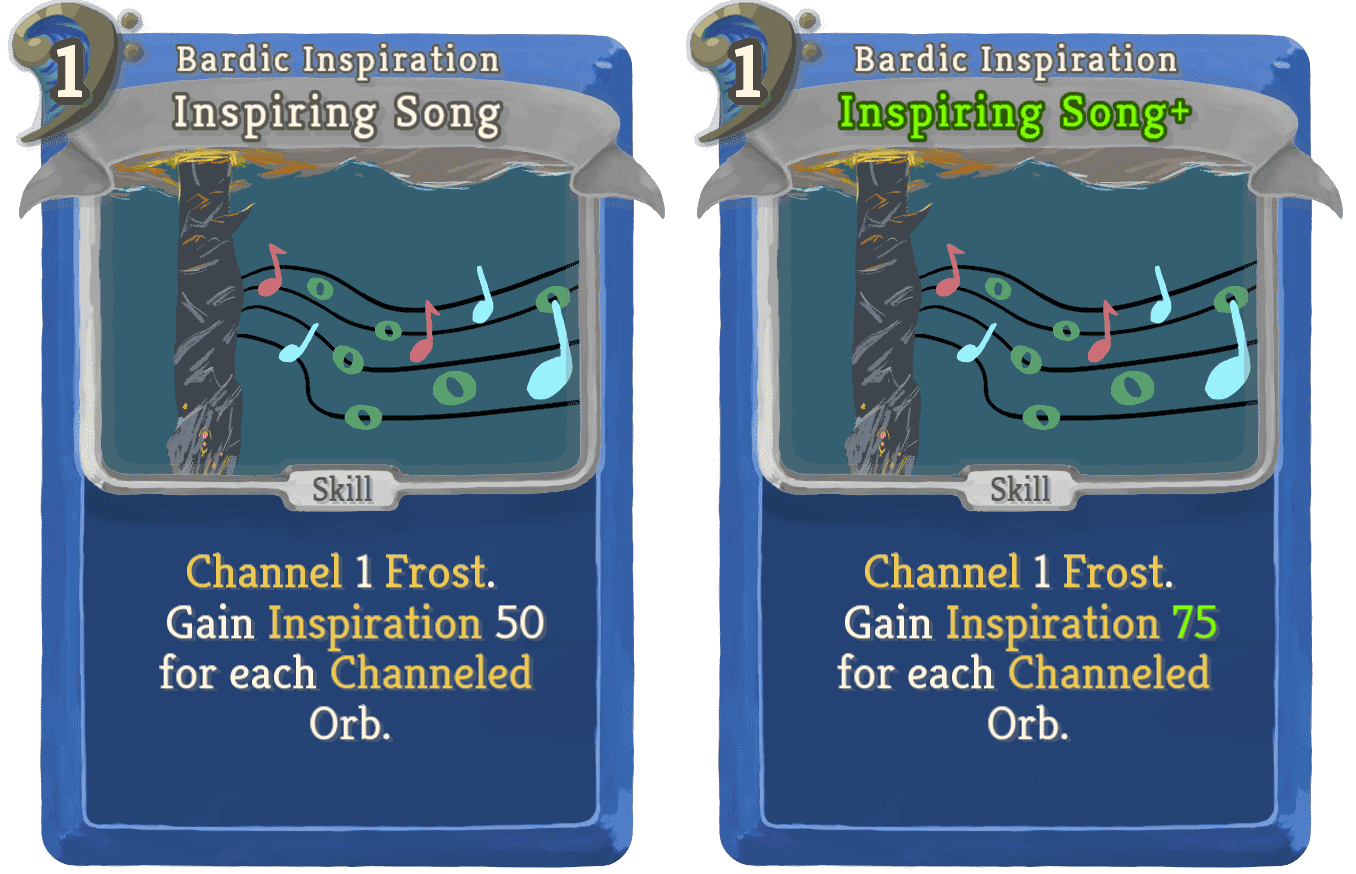 1
Bardic Inspiration
Inspiring Song
Skill
Channel 1 Frost.
Gain Inspiration 50
for each Channeled
Orb.
1
Bardic Inspiration
Inspiring Song+
Skill
Channel 1 Frost.
Gain Inspiration 75
for each Channeled
Orb.